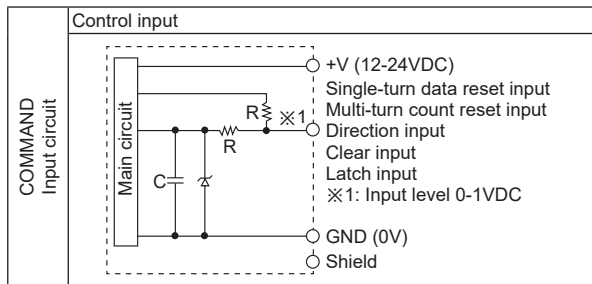 Control input
COMMAND
Input circuit
Main circuit
+V (12-24VDC)
Single-turn data reset input
Multi-turn count reset input
R
※1
Direction input
R
Clear input
C
Latch input
※1: Input level 0-1VDC
GND (0V)
Shield